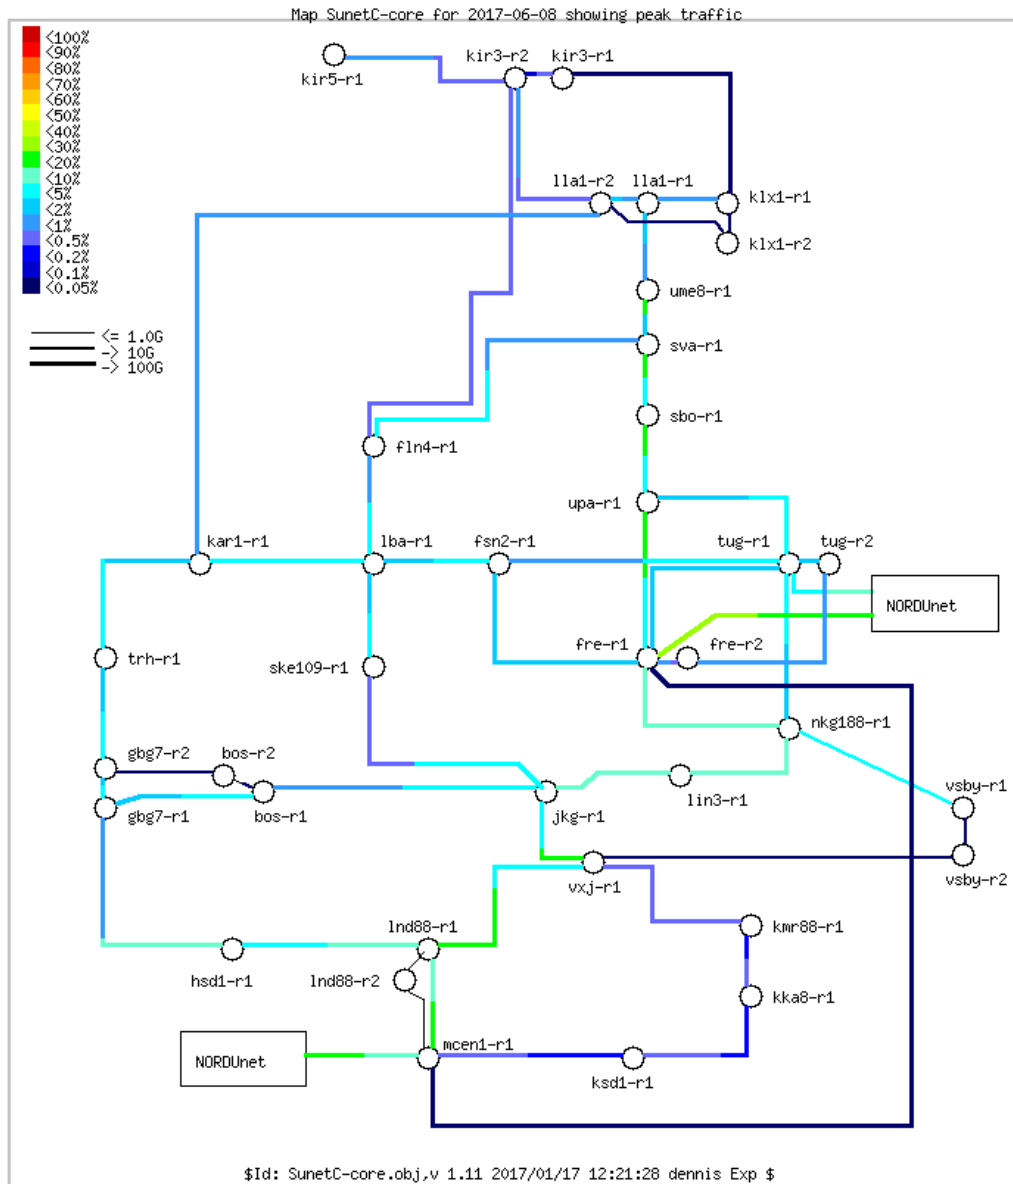 Map SunetC-core for 2017-06-08 showing peak traffic
<100%
<90%
<80%
<70%
<60%
<50%
<40%
<30%
<20%
<10%
<5%
<2%
<1%
<0.5%
<0.2%
<0.1%
<0.05%
<= 1.0G
-> 10G
-> 100G
kir5-r1
kir3-r2
kir3-r1
lla1-r2
lla1-r1
klx1-r1
klx1-r2
ume8-r1
sva-r1
sbo-r1
fln4-r1
upa-r1
kar1-r1
lba-r1
fsn2-r1
tug-r1
tug-r2
NORDUnet
fre-r1
fre-r2
trh-r1
ske109-r1
nkg188-r1
gbg7-r2
bos-r2
gbg7-r1
bos-r1
jkg-r1
lin3-r1
vsby-r1
vsby-r2
vxj-r1
lnd88-r1
kmr88-r1
hsd1-r1
lnd88-r2
kka8-r1
NORDUnet
mcen1-r1
ksd1-r1
$Id: SunetC-core.obj,v 1.11 2017/01/17 12:21:28 dennis Exp $